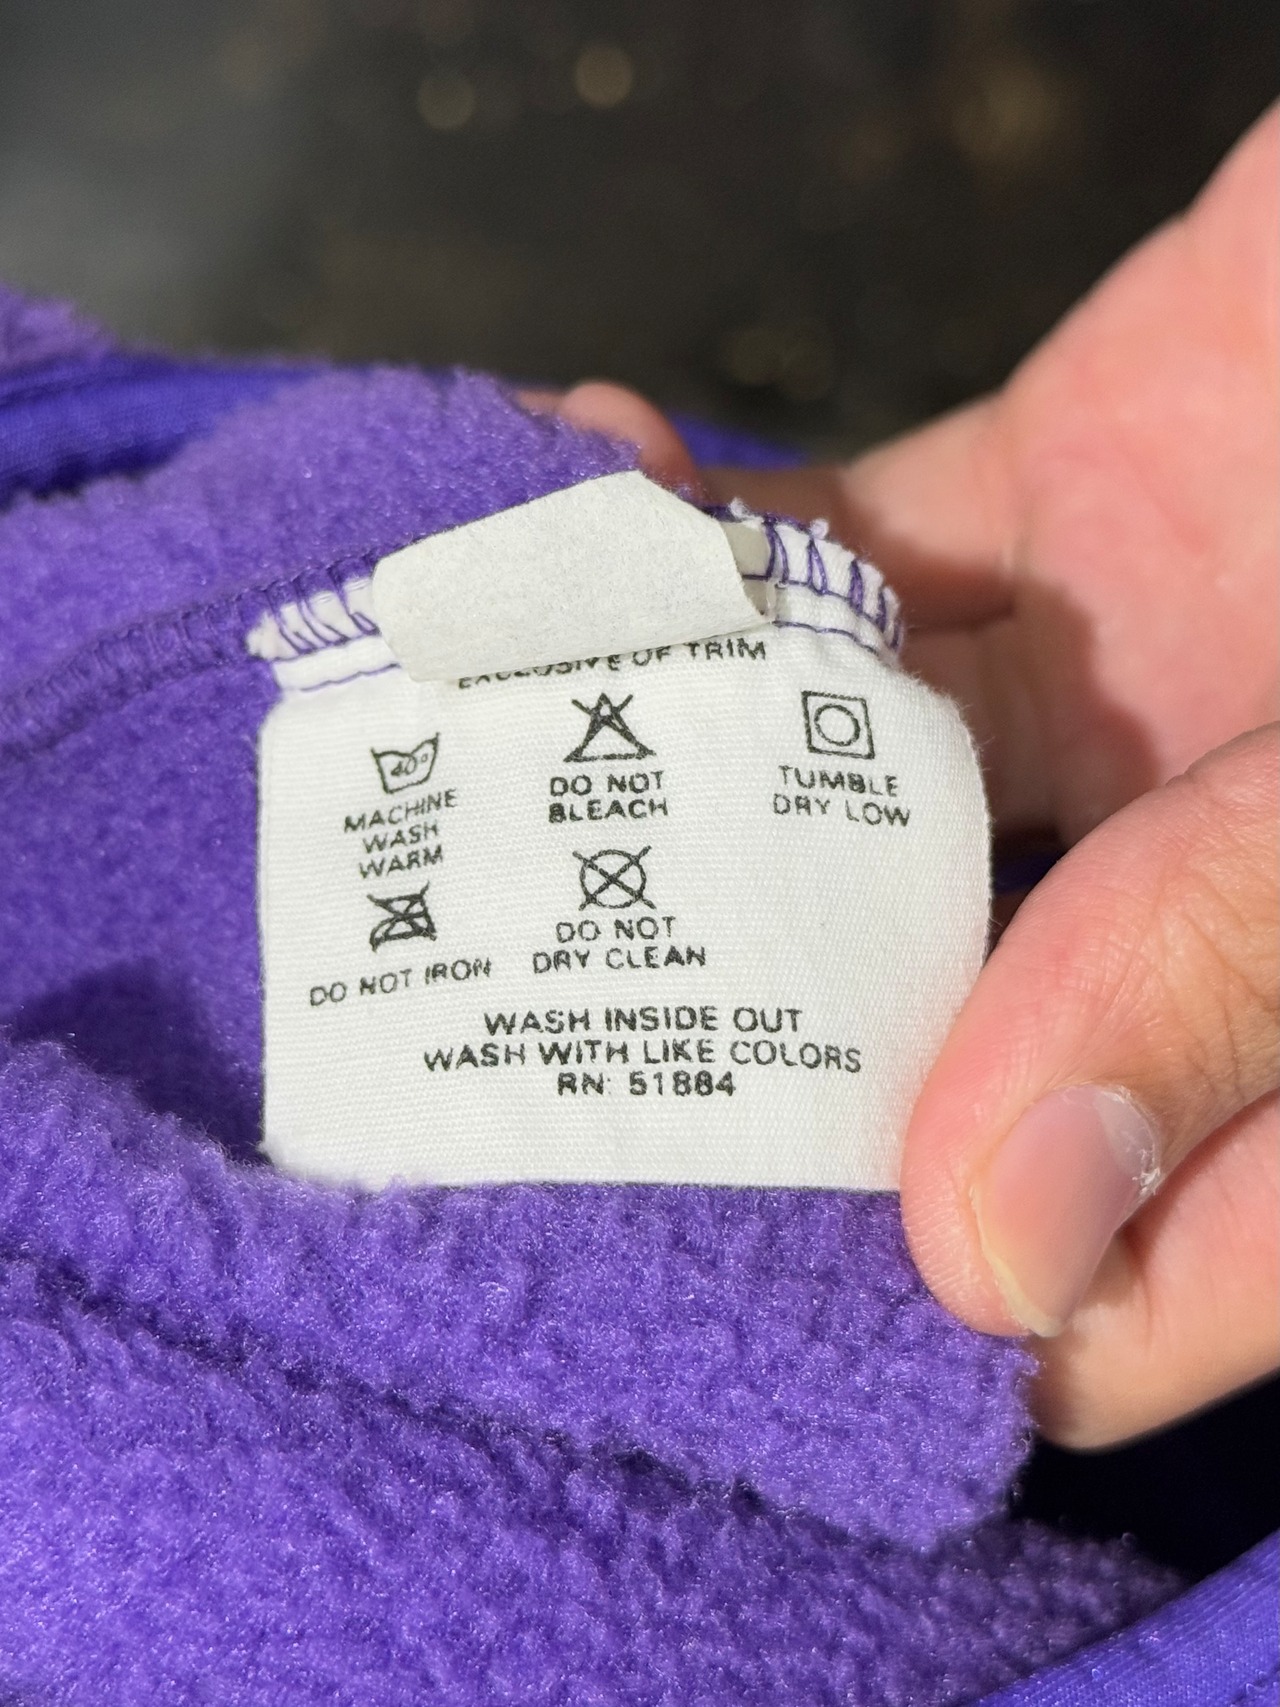 EXCLUSIVE OF TRIM
40°
MACHINE
WASH
WARM
DO NOT
BLEACH
TUMBLE
DRY LOW
DO NOT IRON
DO NOT
DRY CLEAN
WASH INSIDE OUT
WASH WITH LIKE COLORS
RN: 51884